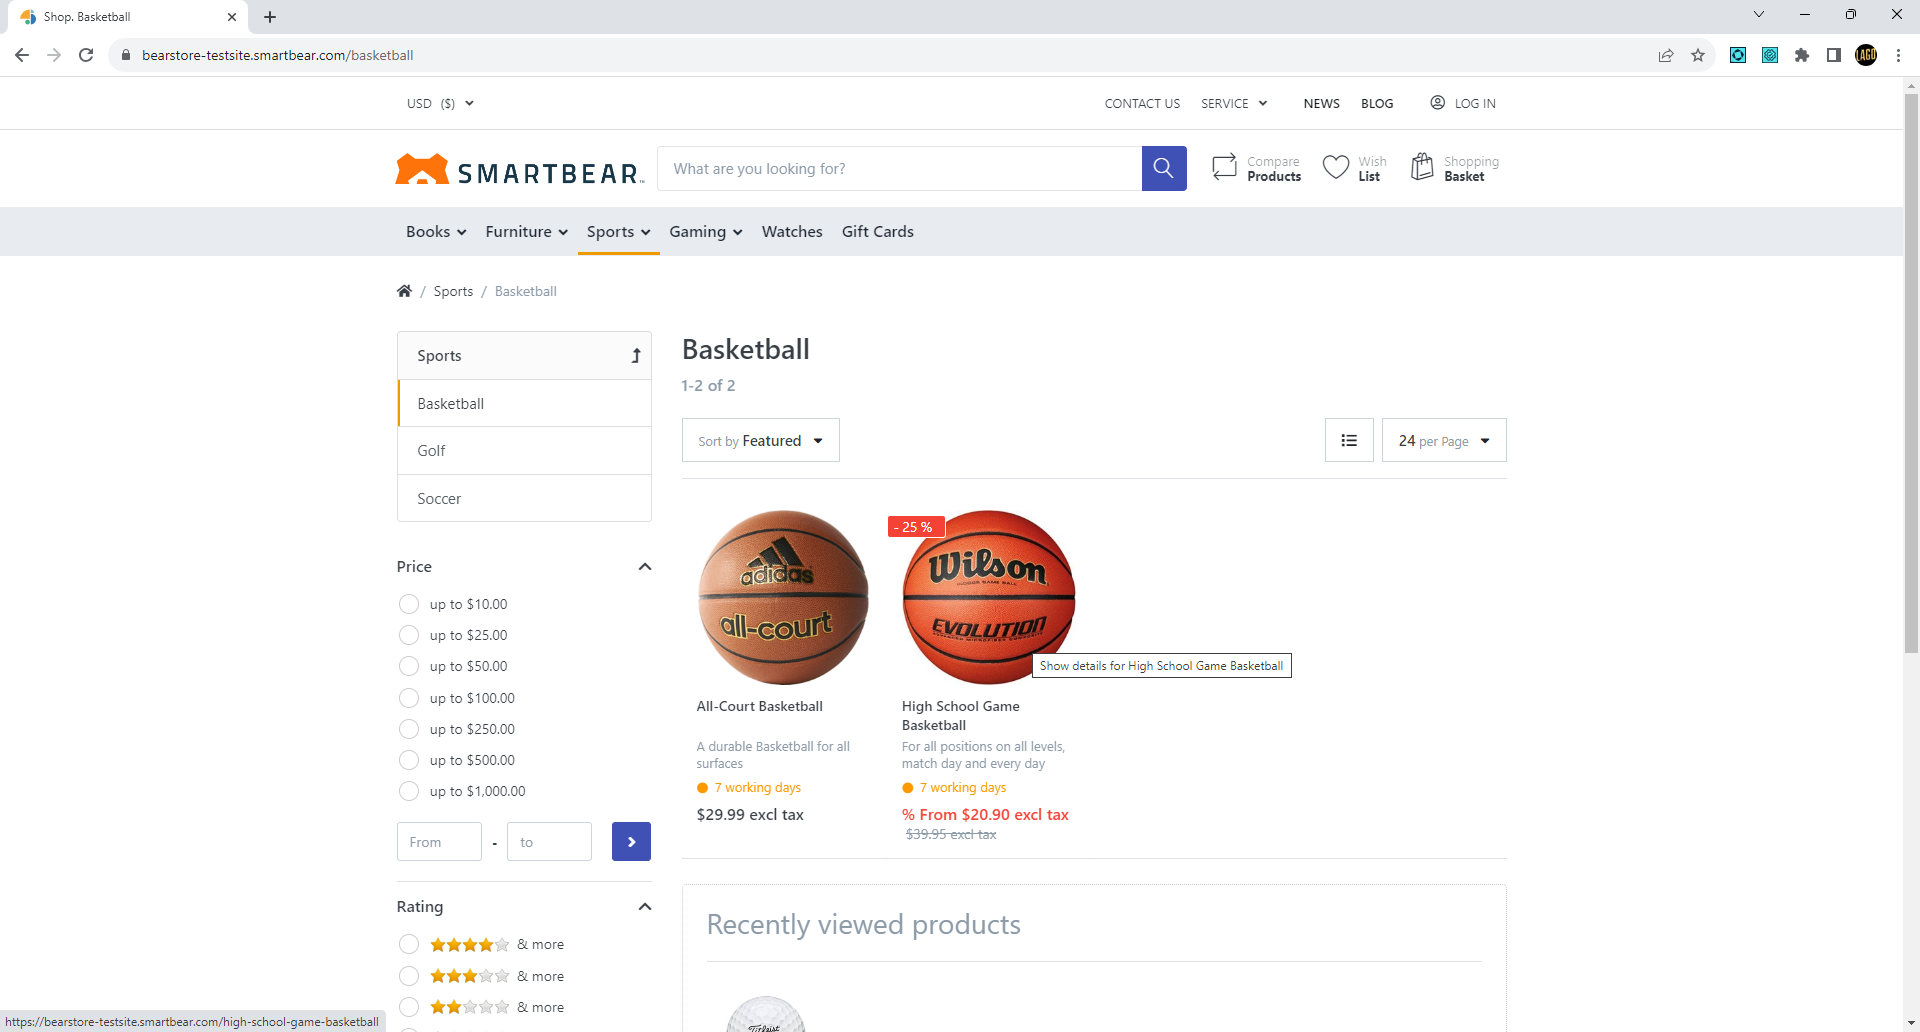 Shop. Basketball
bearstore-testsite.smartbear.com/basketball
LAGO
USD ($)
CONTACT US
SERVICE
NEWS
BLOG
LOG IN
SMARTBEAR
What are you looking for?
Compare
Products
Wish
List
Shopping
Basket
Books
Furniture
Sports
Gaming
Watches
Gift Cards
/ Sports / Basketball
Sports
Basketball
Golf
Soccer
Price
up to $10.00
up to $25.00
up to $50.00
up to $100.00
up to $250.00
up to $500.00
up to $1,000.00
From - to
Rating
& more
& more
& more
Basketball
1-2 of 2
Sort by Featured
24 per Page
adidas
all-court
All-Court Basketball
A durable Basketball for all
surfaces
7 working days
$29.99 excl tax
- 25 %
Wilson
INDOOR GAME BALL
EVOLUTION
Show details for High School Game Basketball
High School Game
Basketball
For all positions on all levels,
match day and every day
7 working days
% From $20.90 excl tax
$39.95 excl tax
Recently viewed products
Titleist
https://bearstore-testsite.smartbear.com/high-school-game-basketball